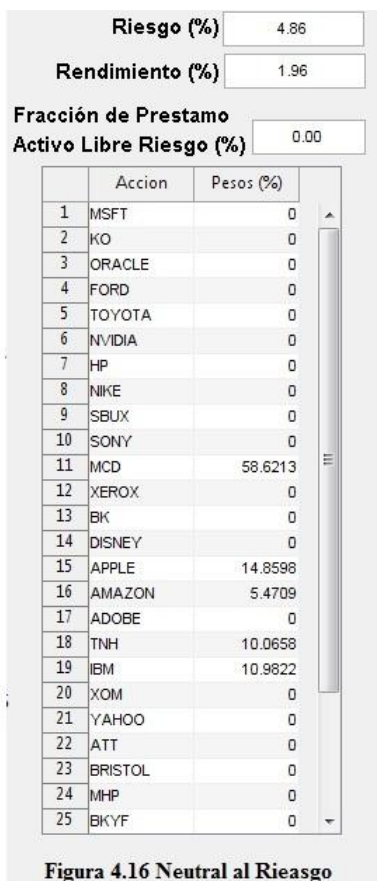 Riesgo (%) 4.86
Rendimiento (%) 1.96
Fracción de Prestamo
Activo Libre Riesgo (%) 0.00
Accion Pesos (%)
1 MSFT 0
2 KO 0
3 ORACLE 0
4 FORD 0
5 TOYOTA 0
6 NVIDIA 0
7 HP 0
8 NIKE 0
9 SBUX 0
10 SONY 0
11 MCD 58.6213
12 XEROX 0
13 BK 0
14 DISNEY 0
15 APPLE 14.8598
16 AMAZON 5.4709
17 ADOBE 0
18 TNH 10.0658
19 IBM 10.9822
20 XOM 0
21 YAHOO 0
22 ATT 0
23 BRISTOL 0
24 MHP 0
25 BKYF 0
Figura 4.16 Neutral al Rieasgo